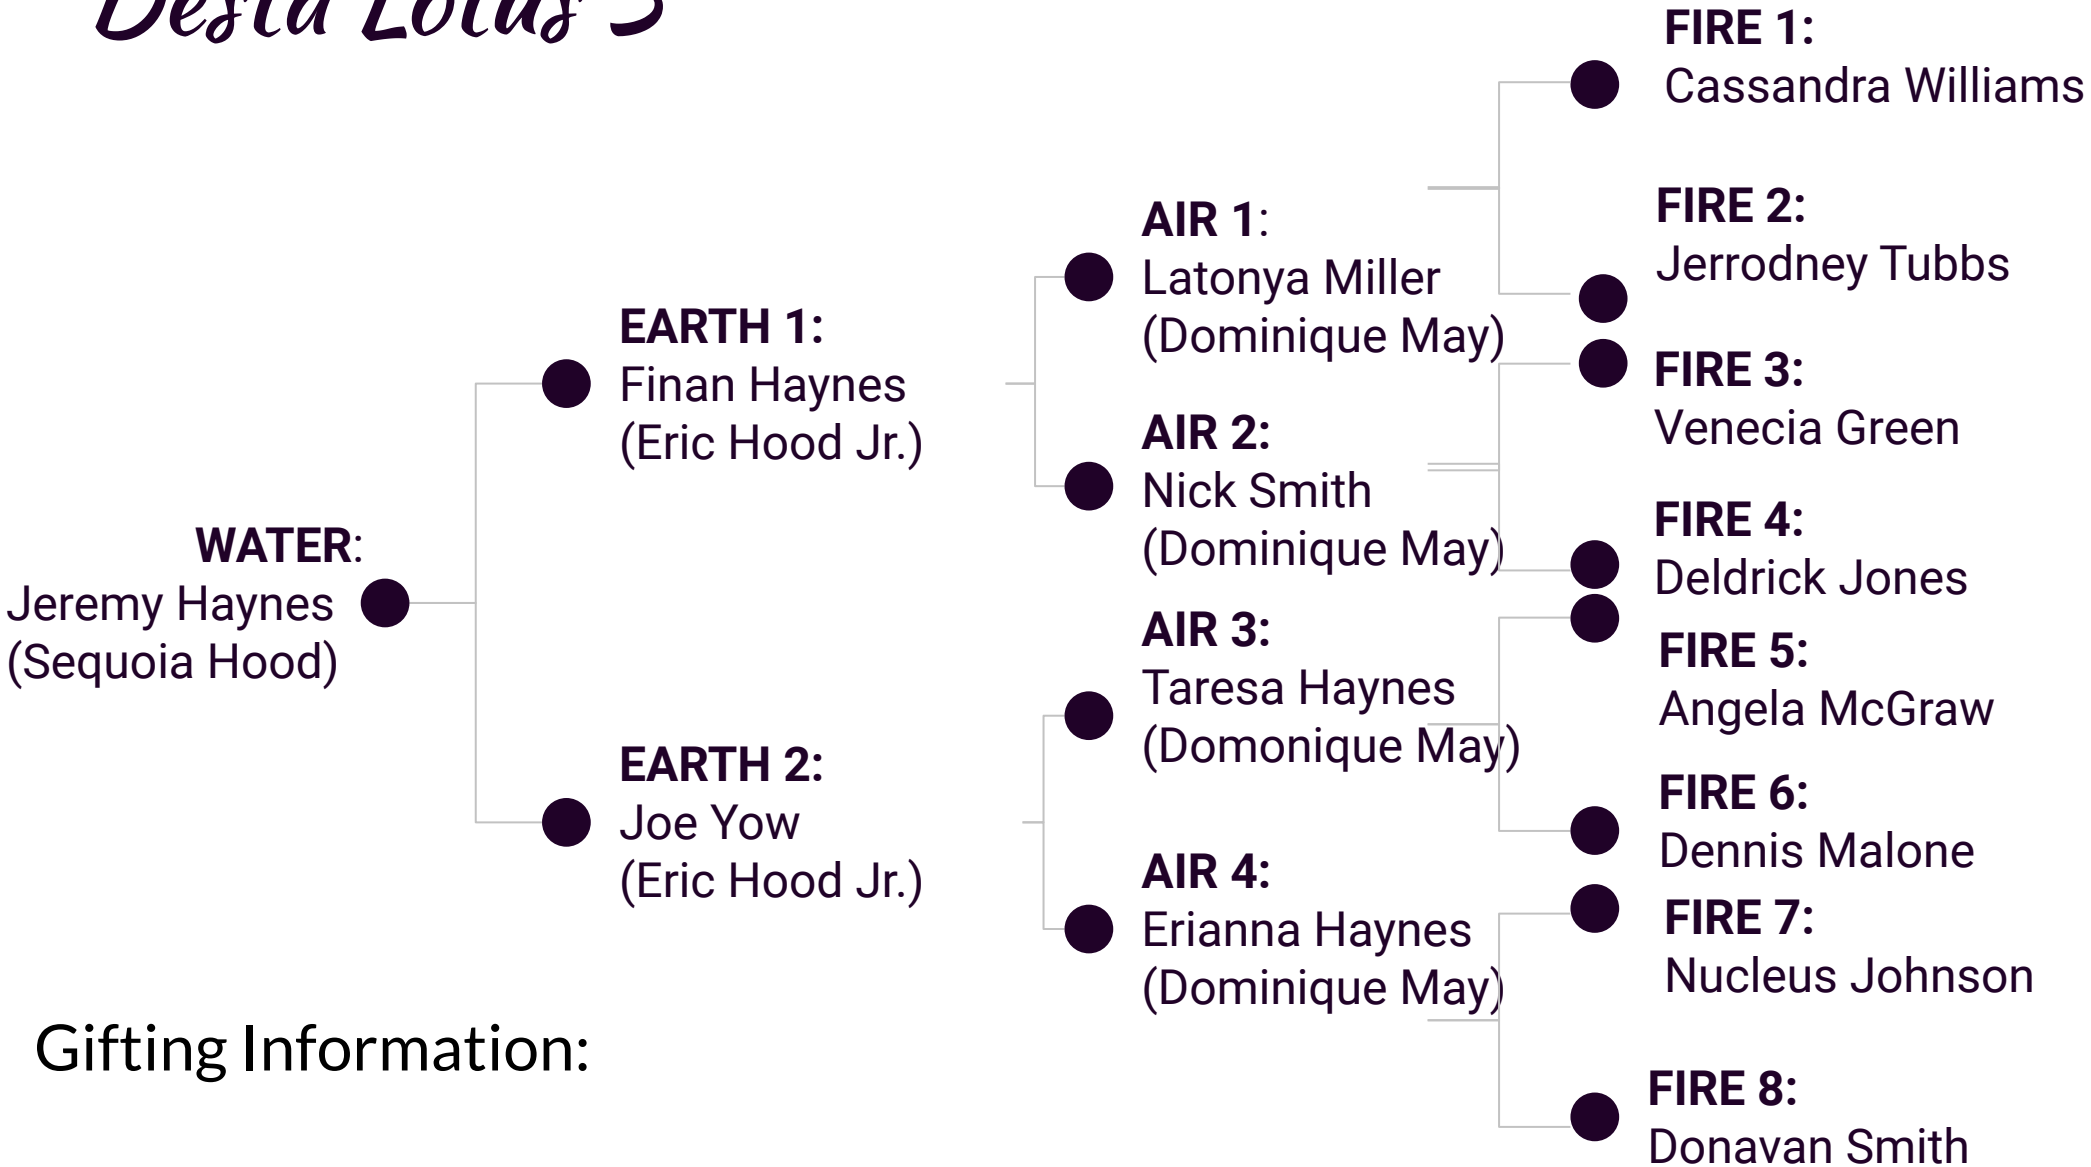 Desta Lotus 3
FIRE 1:
Cassandra Williams
FIRE 2:
Jerrodney Tubbs
AIR 1:
Latonya Miller
(Dominique May)
EARTH 1:
Finan Haynes
(Eric Hood Jr.)
FIRE 3:
Venecia Green
AIR 2:
Nick Smith
(Dominique May)
FIRE 4:
Deldrick Jones
WATER:
Jeremy Haynes
(Sequoia Hood)
AIR 3:
Taresa Haynes
(Domonique May)
FIRE 5:
Angela McGraw
EARTH 2:
Joe Yow
(Eric Hood Jr.)
FIRE 6:
Dennis Malone
AIR 4:
Erianna Haynes
(Dominique May)
FIRE 7:
Nucleus Johnson
Gifting Information:
FIRE 8:
Donavan Smith